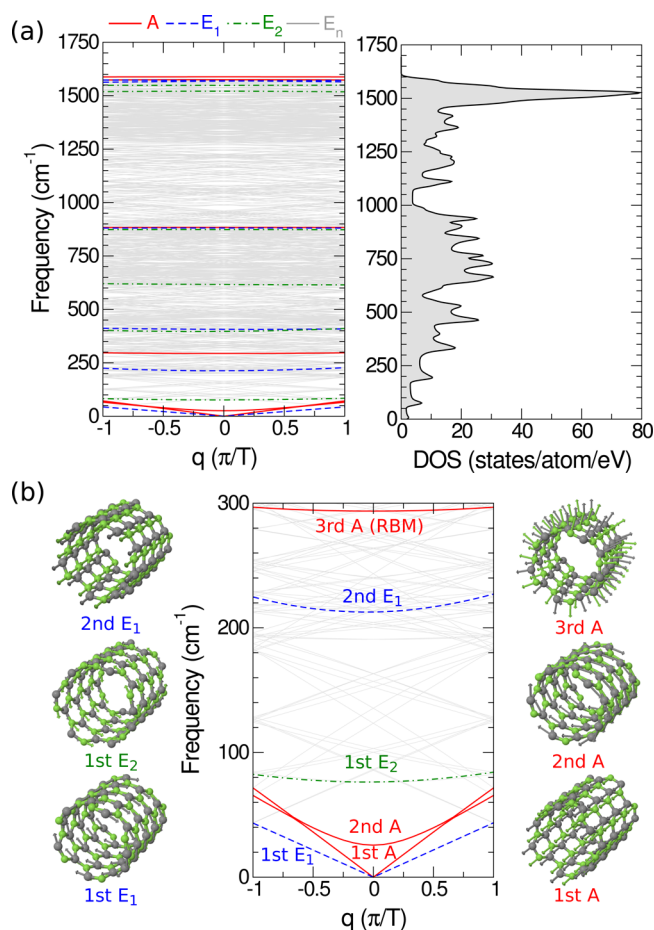 (a)
A E1 E2 En
1750
1500
1250
1000
750
500
250
0
Frequency (cm-1)
-1 -0.5 0 0.5 1
q (π/T)
1750
1500
1250
1000
750
500
250
0
0 20 40 60 80
DOS (states/atom/eV)
(b)
2nd E1
1st E2
1st E1
300
200
100
0
Frequency (cm-1)
3rd A (RBM)
2nd E1
1st E2
2nd A
1st E1
1st A
-1 -0.5 0 0.5 1
q (π/T)
3rd A
2nd A
1st A